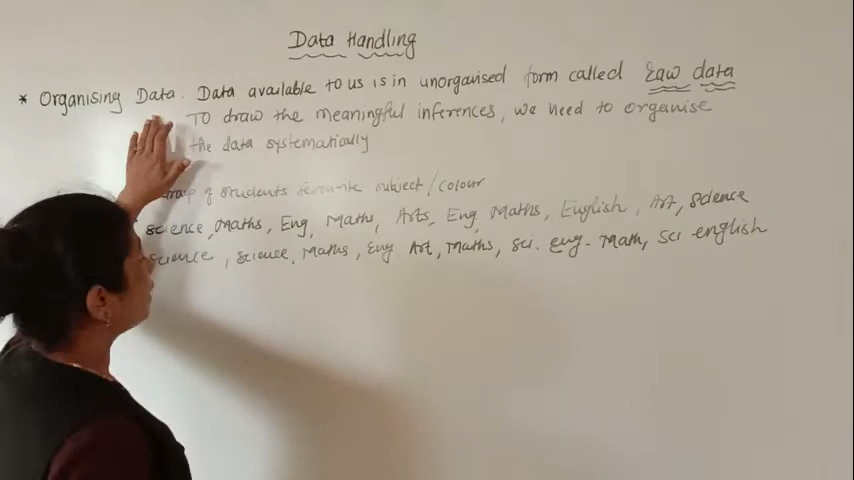 Data Handling
* Organising Data. Data available to us is in unorganised form called Raw data
To draw the meaningful inferences, we need to organise
the data systematically
of students favourite subject/colour
science, Maths, Eng, Maths, Arts, Eng, Maths, English, Art, Science
science, science, Maths, Eng Art, Maths, Sci. eng. Math, Sci english